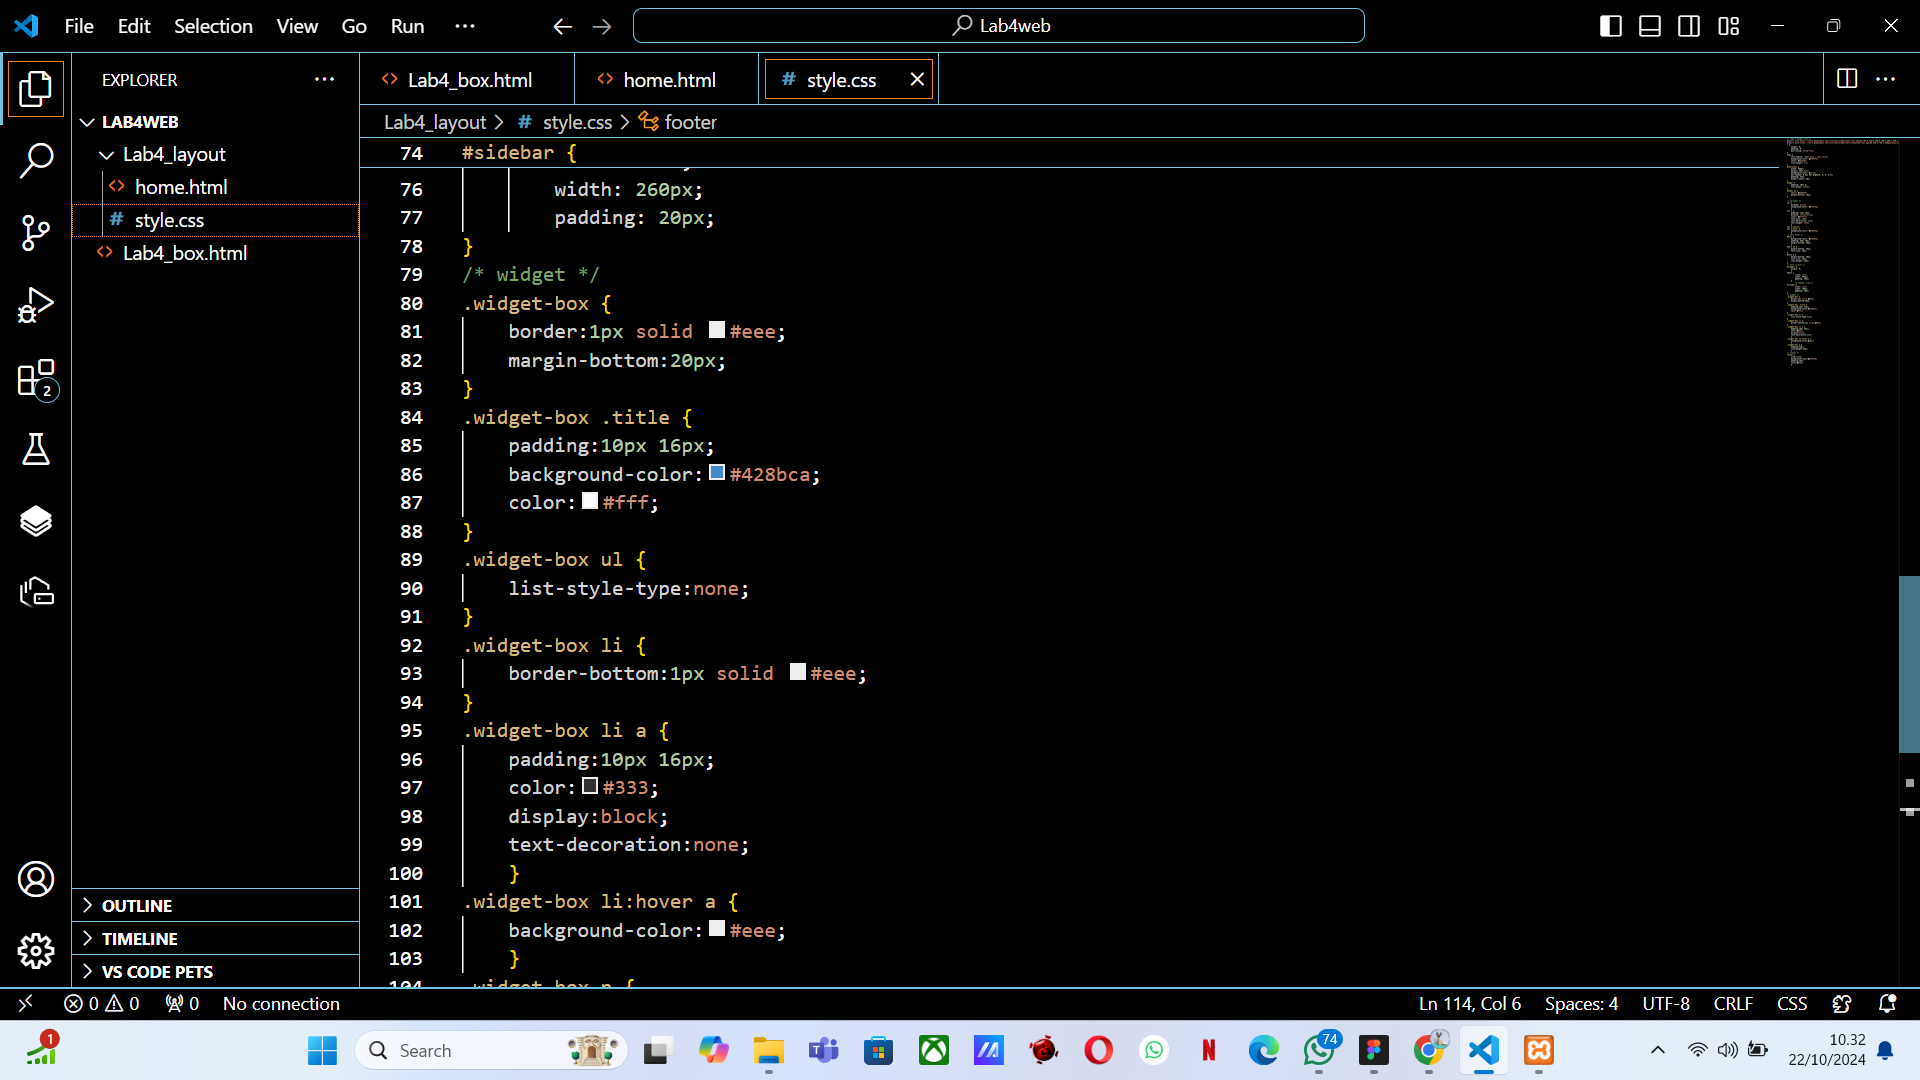 File Edit Selection View Go Run ···
Lab4web
EXPLORER
LAB4WEB
Lab4_layout
home.html
style.css
Lab4_box.html
OUTLINE
TIMELINE
VS CODE PETS
2
Lab4_box.html
home.html
style.css
Lab4_layout > # style.css > footer
74 #sidebar {
76 width: 260px;
77 padding: 20px;
78 }
79 /* widget */
80 .widget-box {
81 border:1px solid #eee;
82 margin-bottom:20px;
83 }
84 .widget-box .title {
85 padding:10px 16px;
86 background-color:#428bca;
87 color:#fff;
88 }
89 .widget-box ul {
90 list-style-type:none;
91 }
92 .widget-box li {
93 border-bottom:1px solid #eee;
94 }
95 .widget-box li a {
96 padding:10px 16px;
97 color:#333;
98 display:block;
99 text-decoration:none;
100 }
101 .widget-box li:hover a {
102 background-color:#eee;
103 }
104 .widget-box p {
0 0 0 No connection
Ln 114, Col 6 Spaces: 4 UTF-8 CRLF CSS
1
Search
74
10.32
22/10/2024